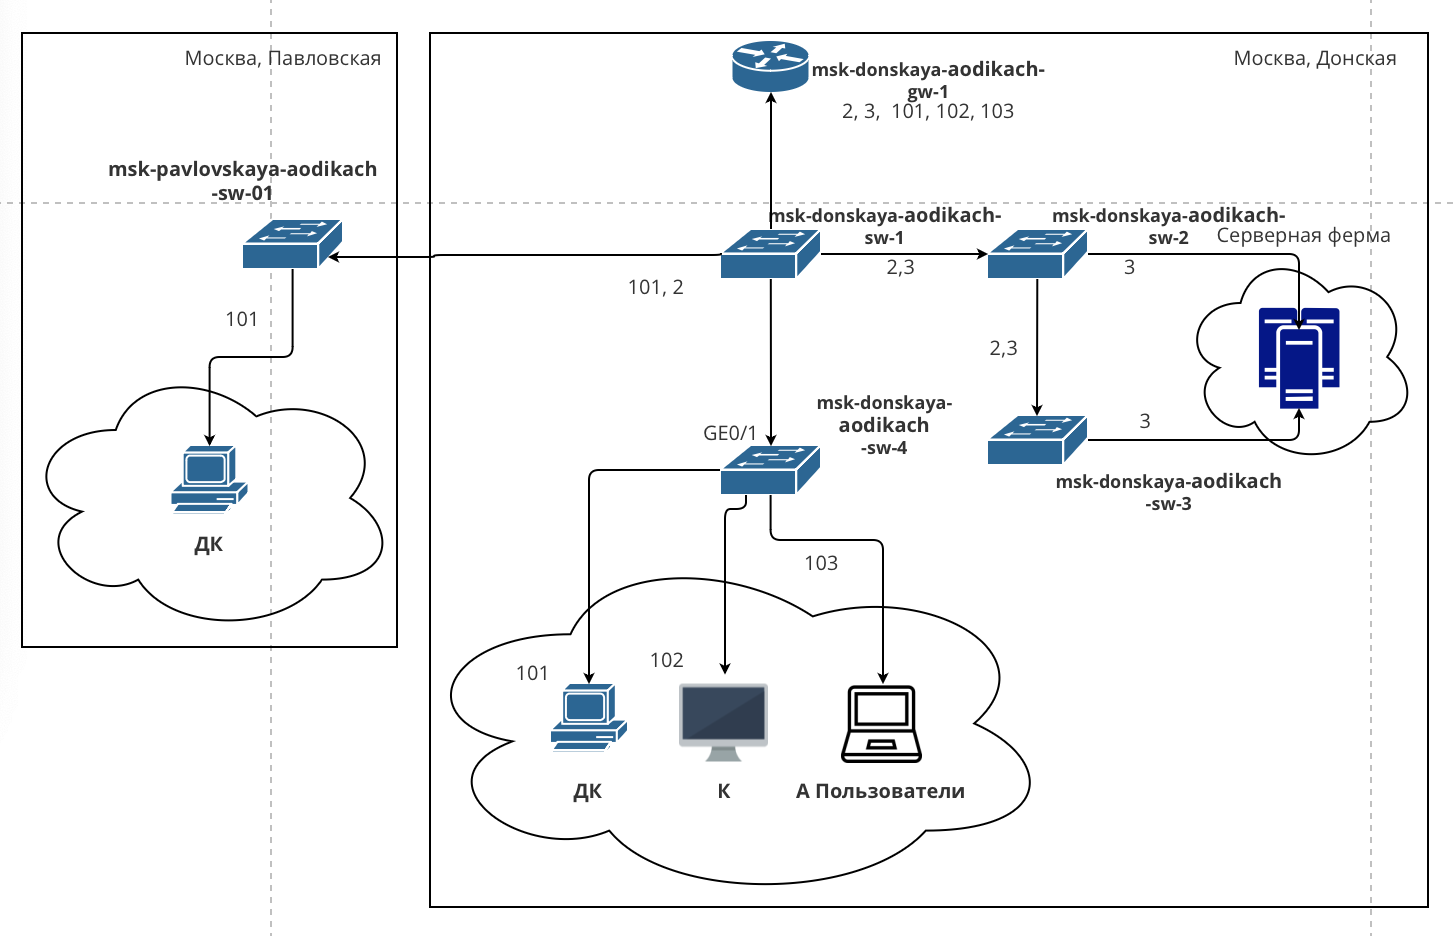 Москва, Павловская
Москва, Донская
msk-donskaya-aodikach-
gw-1
2, 3, 101, 102, 103
msk-pavlovskaya-aodikach
-sw-01
msk-donskaya-aodikach-
sw-1
msk-donskaya-aodikach-
sw-2
Серверная ферма
2,3
3
101, 2
101
2,3
msk-donskaya-
aodikach
-sw-4
GE0/1
3
msk-donskaya-aodikach
-sw-3
ДК
103
101
102
ДК
К
А Пользователи